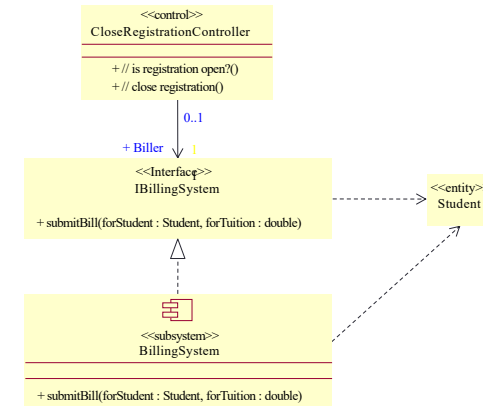 <<control>>
CloseRegistrationController
+ // is registration open?()
+ // close registration()
0..1
+ Biller 1
<<Interface>>
IBillingSystem
+ submitBill(forStudent : Student, forTuition : double)
<<entity>>
Student
<<subsystem>>
BillingSystem
+ submitBill(forStudent : Student, forTuition : double)